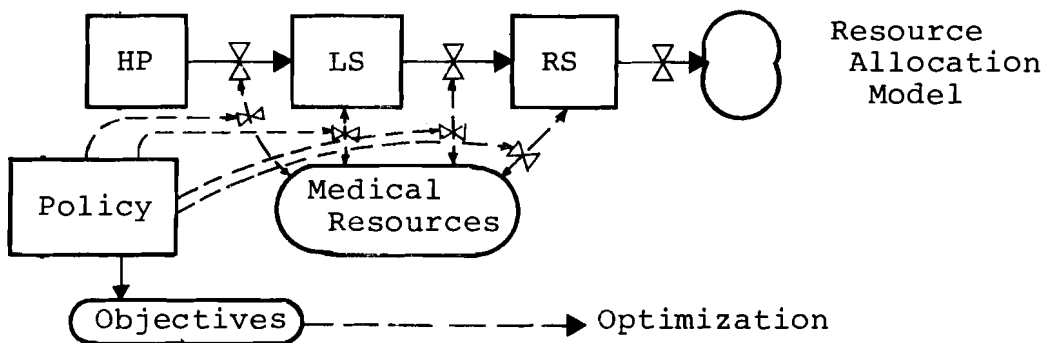 HP
LS
RS
Resource
Allocation
Model
Policy
Medical
Resources
Objectives
Optimization